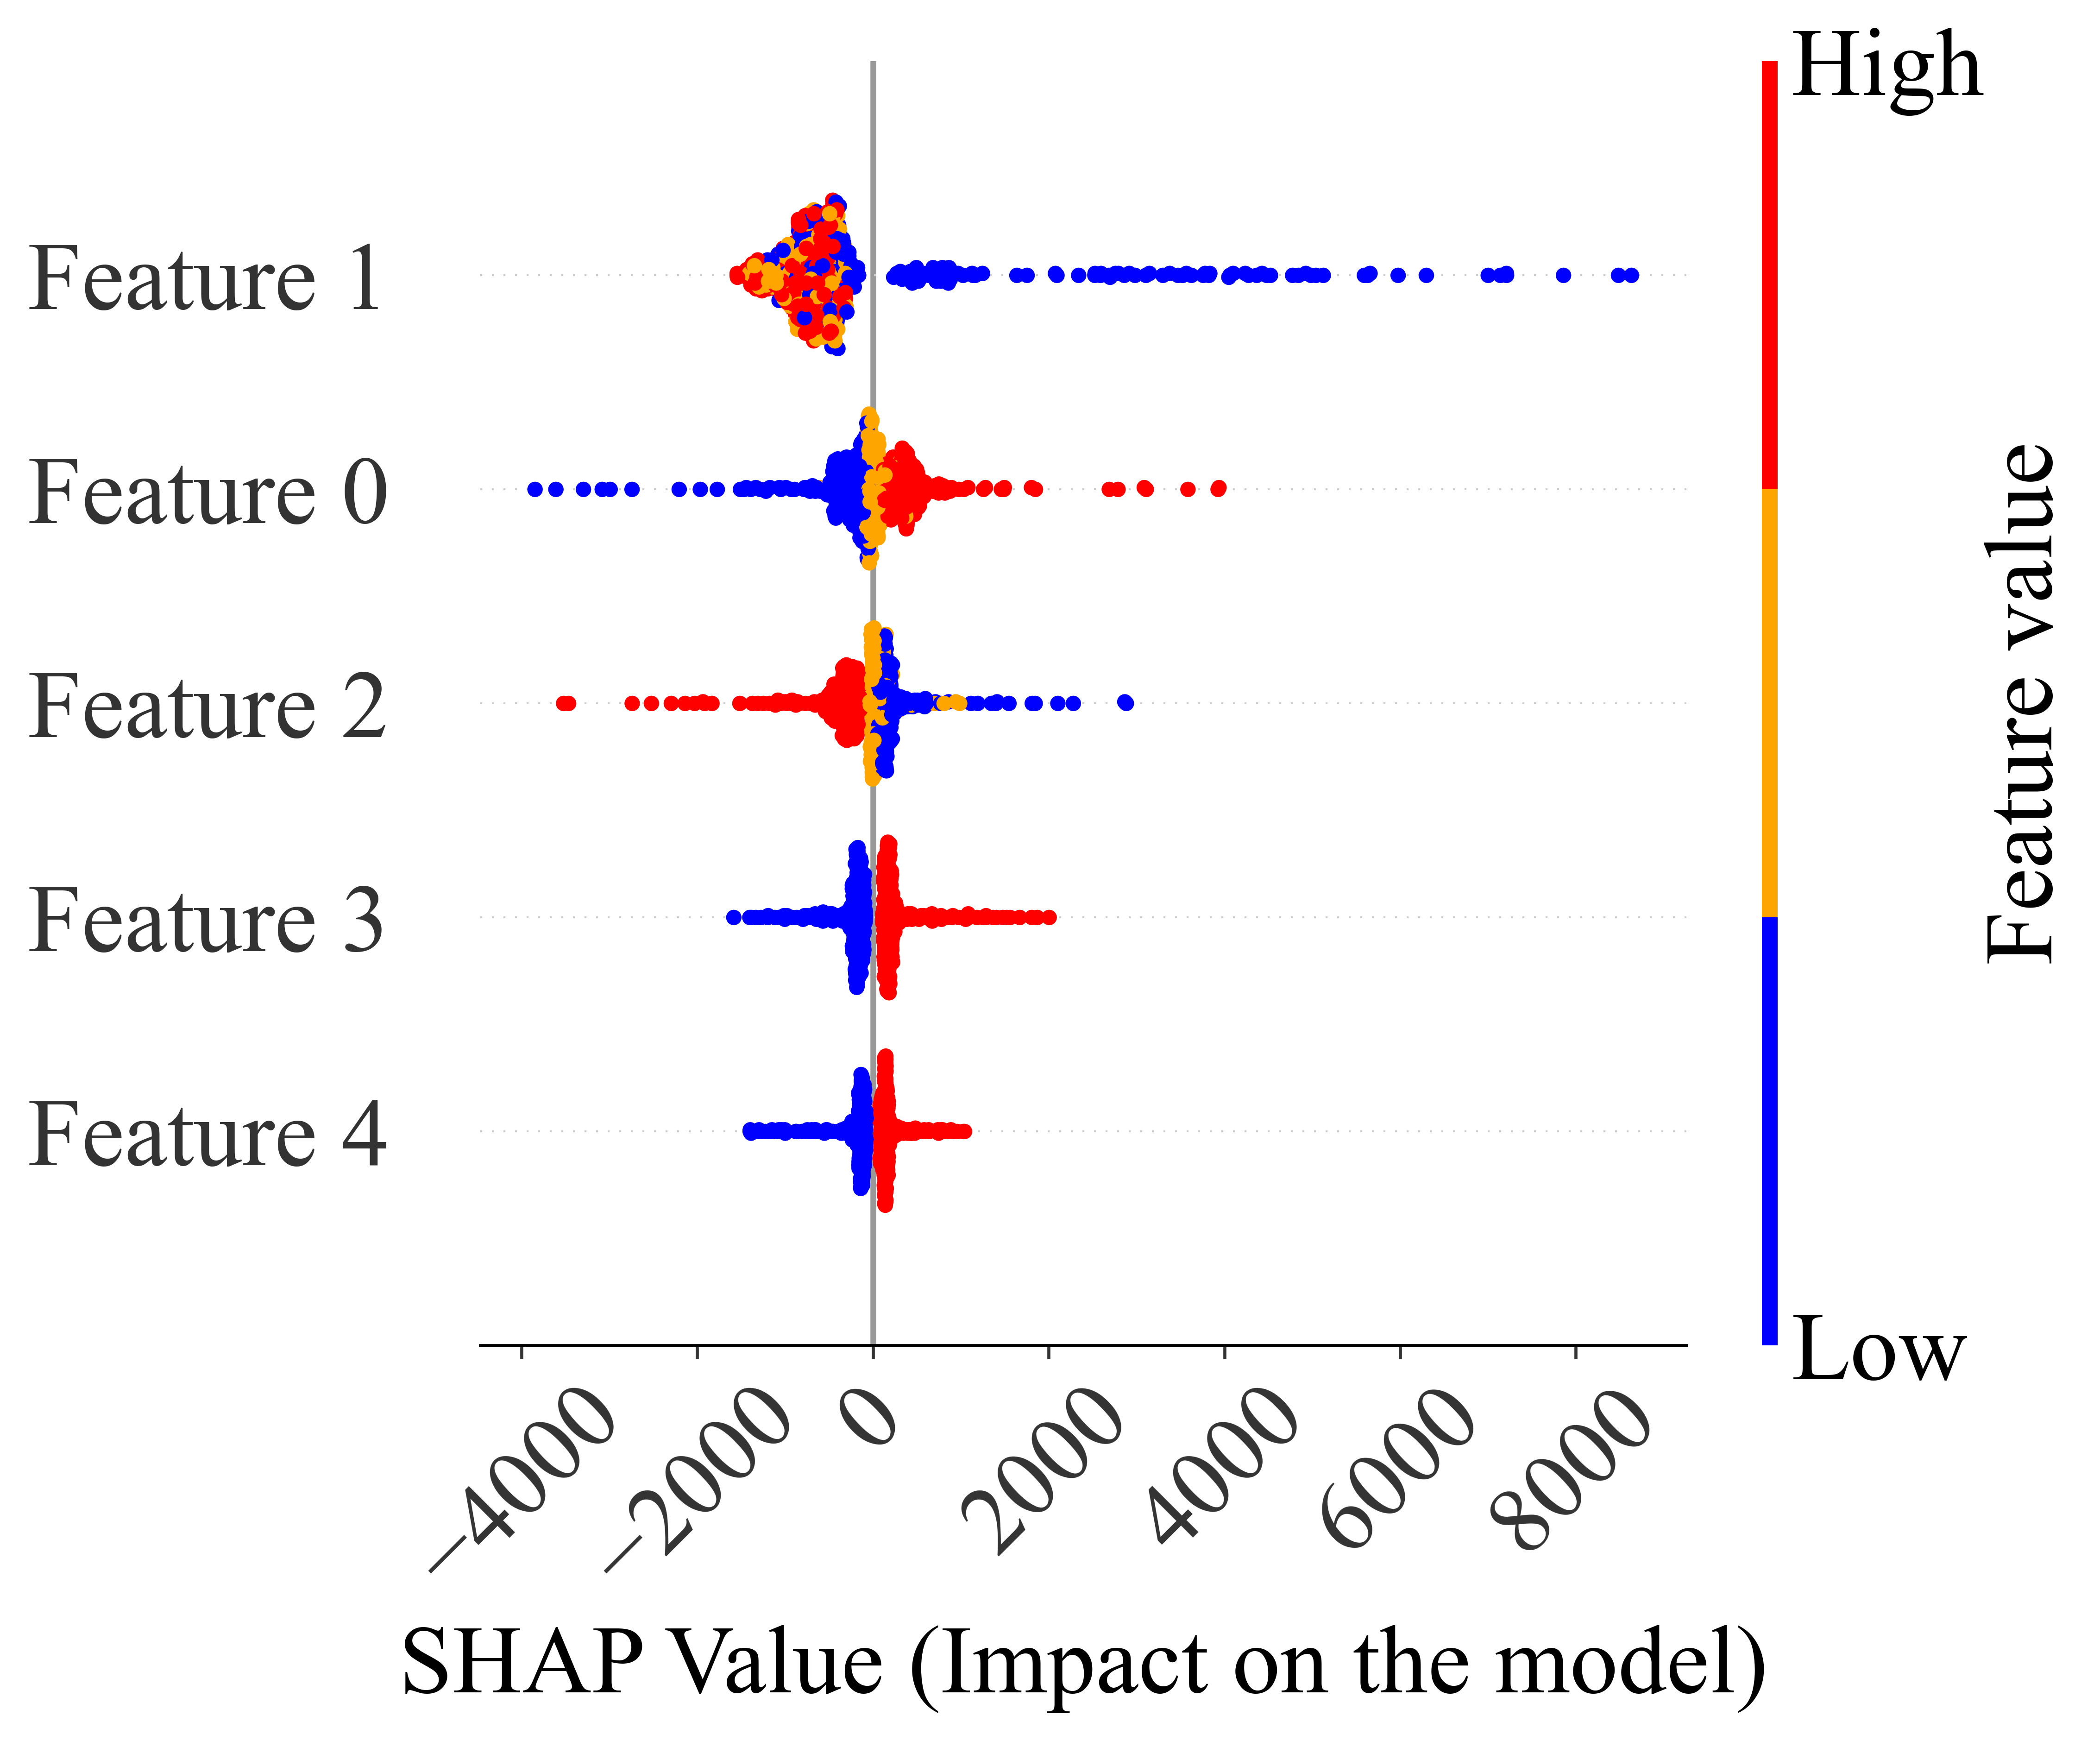 High
Feature 1
Feature 0
Feature 2
Feature 3
Feature 4
Low
Feature value
−4000
−2000
0
2000
4000
6000
8000
SHAP Value (Impact on the model)